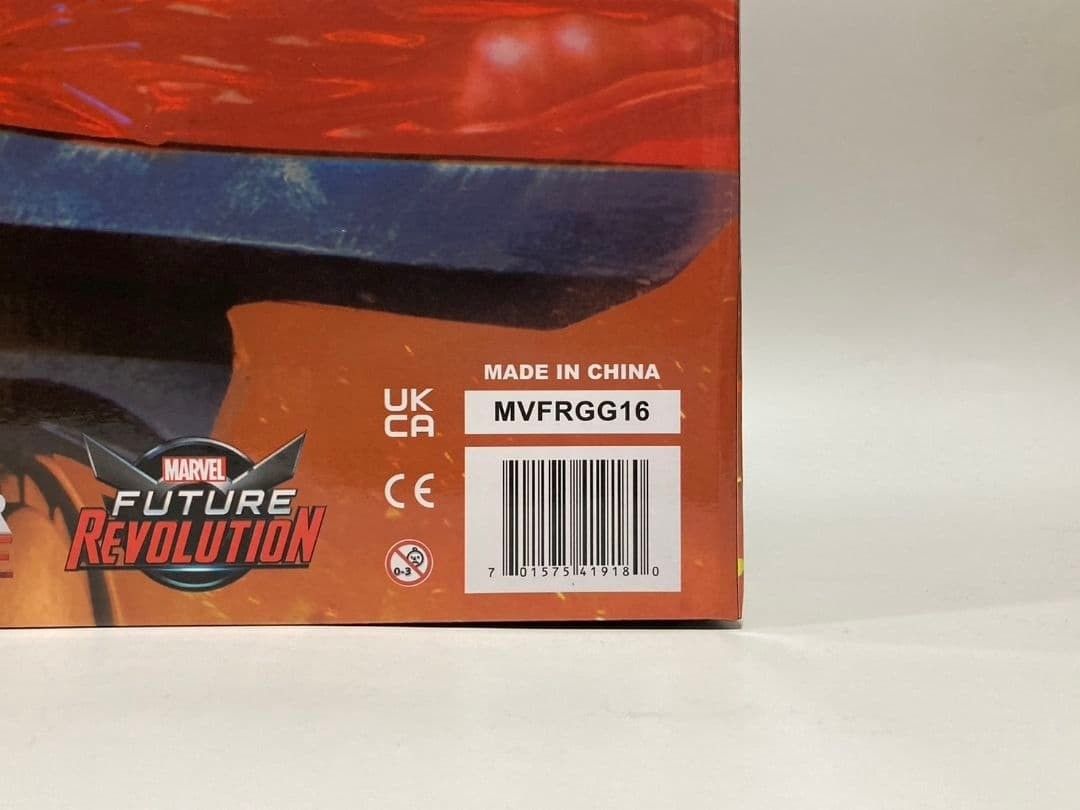 MADE IN CHINA
UK
CA
MVFRGG16
CE
MARVEL
FUTURE
REVOLUTION
0-3
7 01575 41918 0